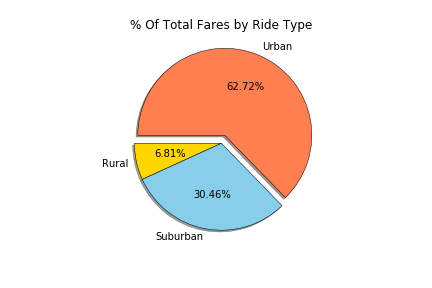 % Of Total Fares by Ride Type
Urban
62.72%
Rural
6.81%
30.46%
Suburban